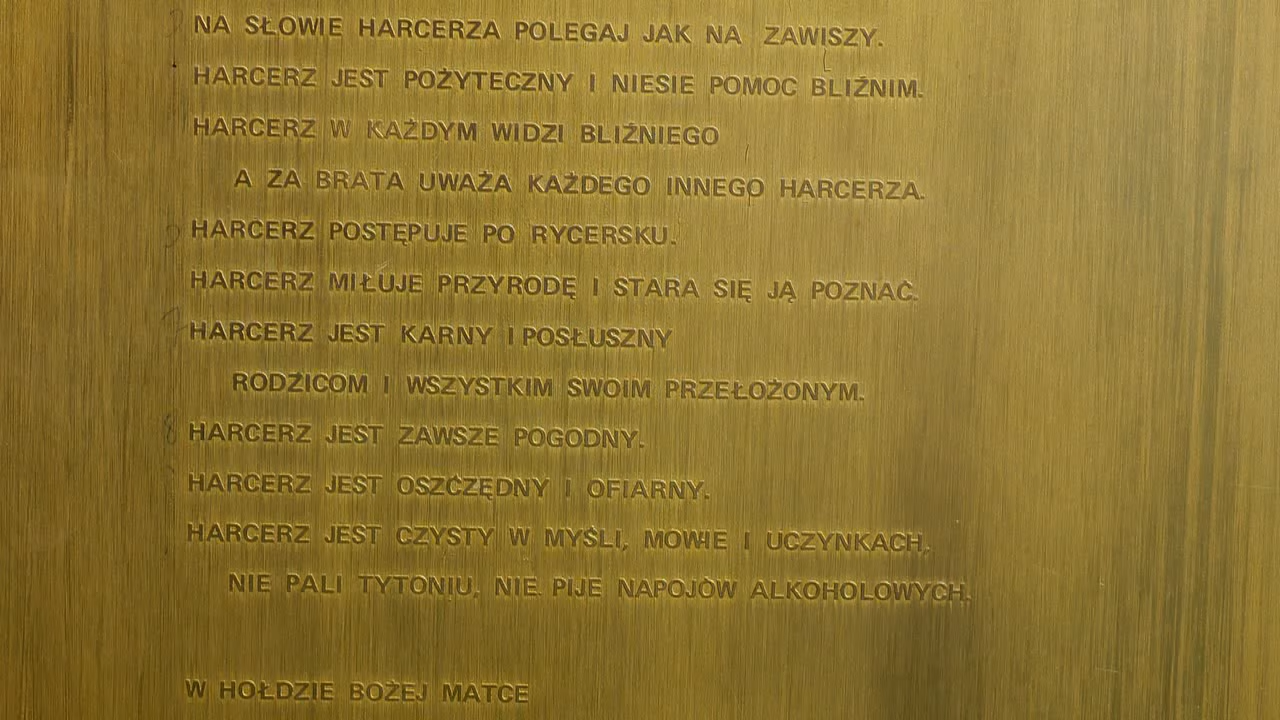 NA SŁOWIE HARCERZA POLEGAJ JAK NA ZAWISZY.
HARCERZ JEST POŻYTECZNY I NIESIE POMOC BLIŹNIM.
HARCERZ W KAŻDYM WIDZI BLIŹNIEGO
A ZA BRATA UWAŻA KAŻDEGO INNEGO HARCERZA.
HARCERZ POSTĘPUJE PO RYCERSKU.
HARCERZ MIŁUJE PRZYRODĘ I STARA SIĘ JĄ POZNAĆ.
HARCERZ JEST KARNY I POSŁUSZNY
RODZICOM I WSZYSTKIM SWOIM PRZEŁOŻONYM.
HARCERZ JEST ZAWSZE POGODNY.
HARCERZ JEST OSZCZĘDNY I OFIARNY.
HARCERZ JEST CZYSTY W MYŚLI, MOWIE I UCZYNKACH,
NIE PALI TYTONIU, NIE PIJE NAPOJÓW ALKOHOLOWYCH.
W HOŁDZIE BOŻEJ MATCE